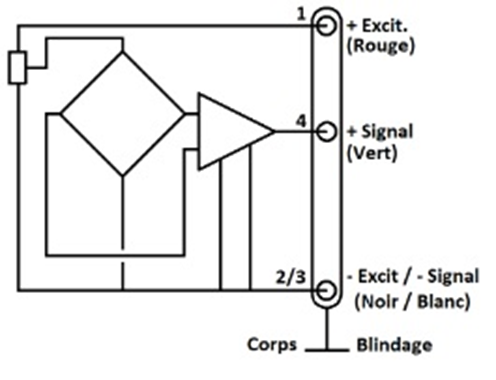 1
+ Excit.
(Rouge)
4
+ Signal
(Vert)
2/3
- Excit / - Signal
(Noir / Blanc)
Corps
Blindage